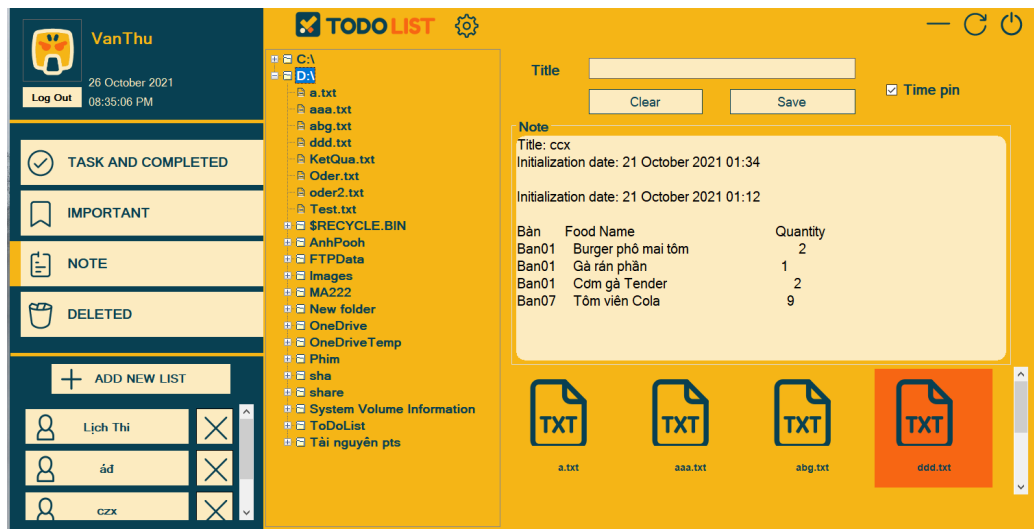 VanThu
26 October 2021
08:35:06 PM
Log Out
TASK AND COMPLETED
IMPORTANT
NOTE
DELETED
ADD NEW LIST
Lịch Thi
áđ
czx
TODO LIST
C:\
D:\
a.txt
aaa.txt
abg.txt
ddd.txt
KetQua.txt
Oder.txt
oder2.txt
Test.txt
$RECYCLE.BIN
AnhPooh
FTPData
Images
MA222
New folder
OneDrive
OneDriveTemp
Phim
sha
share
System Volume Information
ToDoList
Tài nguyên pts
Title
Clear Save
Time pin
Note
Title: ccx
Initialization date: 21 October 2021 01:34
Initialization date: 21 October 2021 01:12
Bàn Food Name Quantity
Ban01 Burger phô mai tôm 2
Ban01 Gà rán phần 1
Ban01 Cơm gà Tender 2
Ban07 Tôm viên Cola 9
TXT TXT TXT TXT
a.txt aaa.txt abg.txt ddd.txt